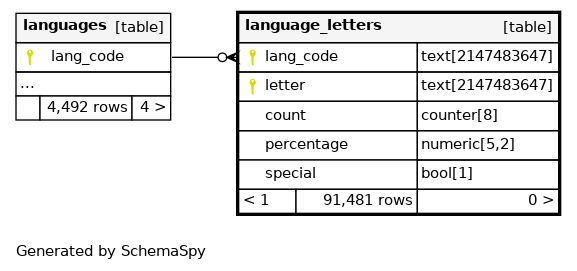 languages [table]
lang_code
...
4,492 rows 4 >
language_letters [table]
lang_code text[2147483647]
letter text[2147483647]
count counter[8]
percentage numeric[5,2]
special bool[1]
< 1 91,481 rows 0 >
Generated by SchemaSpy